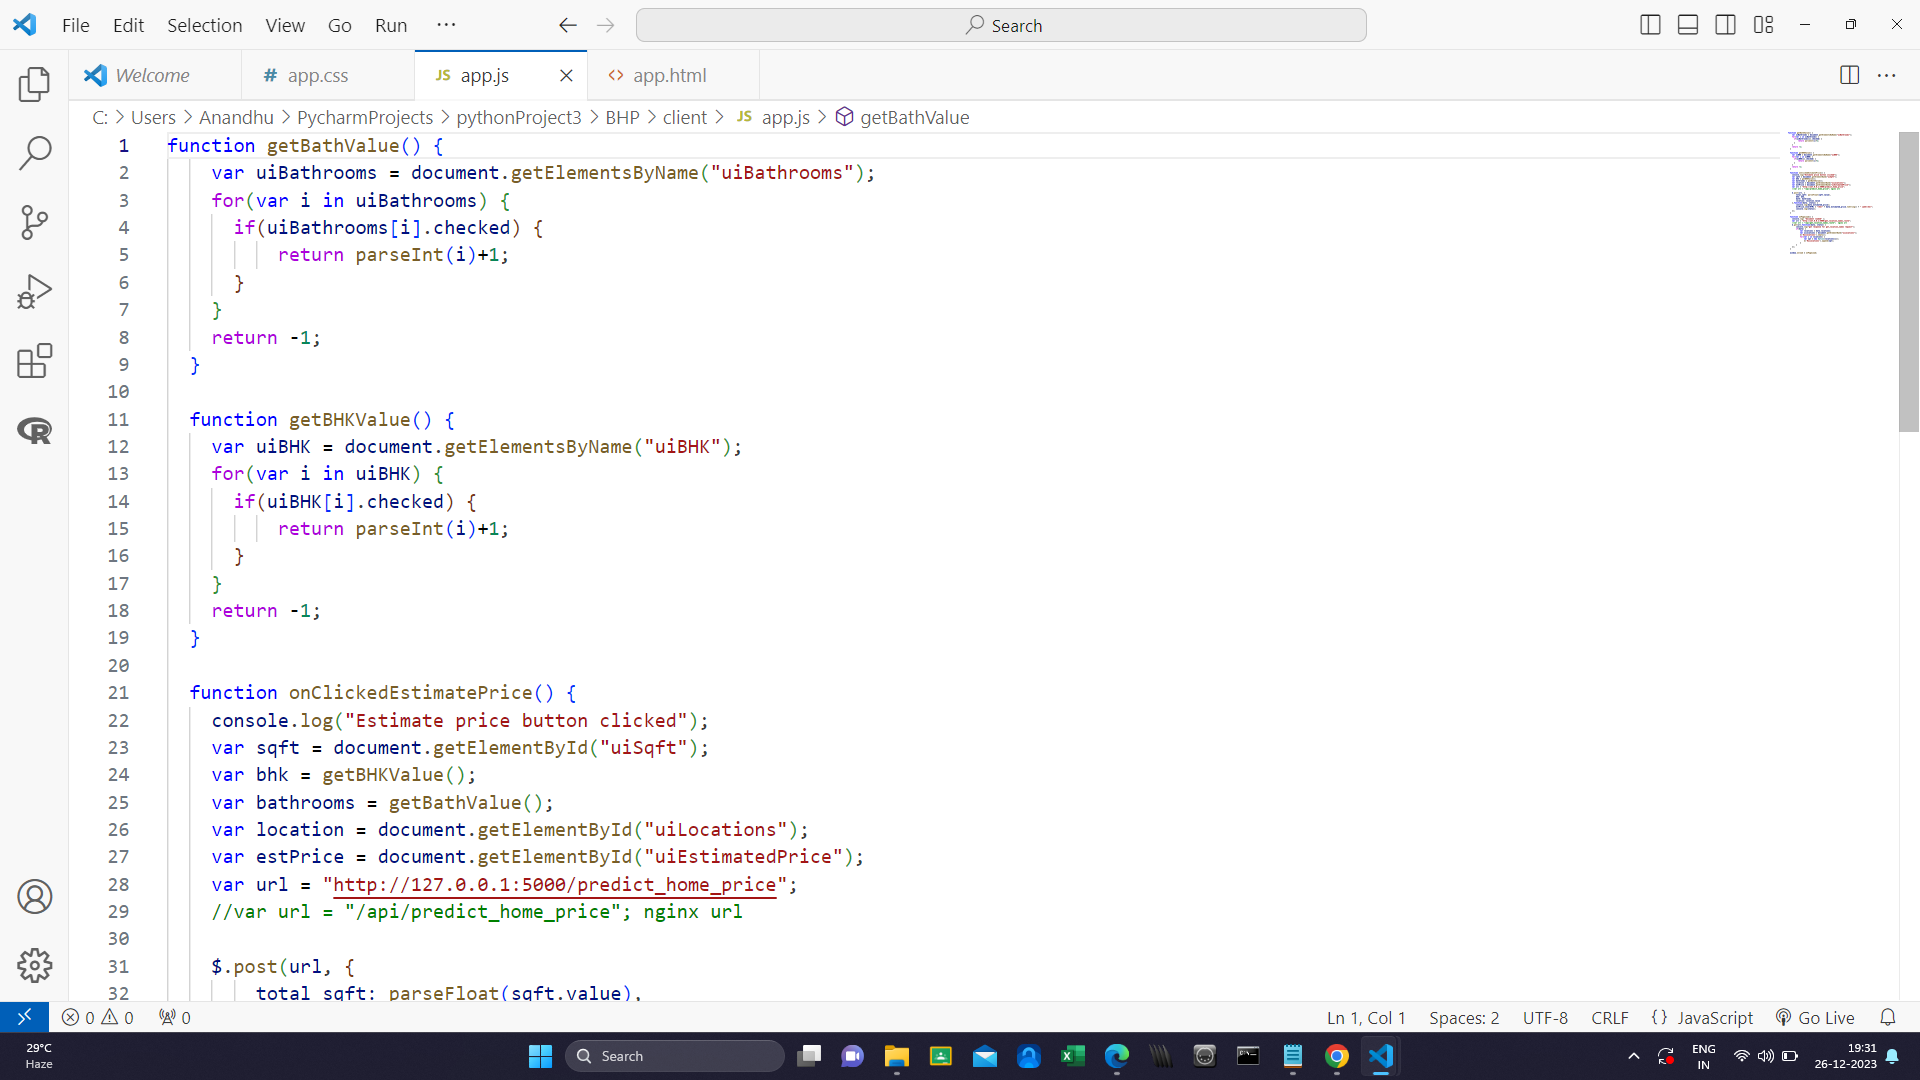 File Edit Selection View Go Run ··· Search
Welcome # app.css JS app.js <> app.html
C: > Users > Anandhu > PycharmProjects > pythonProject3 > BHP > client > JS app.js > getBathValue
1 function getBathValue() {
2 var uiBathrooms = document.getElementsByName("uiBathrooms");
3 for(var i in uiBathrooms) {
4 if(uiBathrooms[i].checked) {
5 return parseInt(i)+1;
6 }
7 }
8 return -1;
9 }
10
11 function getBHKValue() {
12 var uiBHK = document.getElementsByName("uiBHK");
13 for(var i in uiBHK) {
14 if(uiBHK[i].checked) {
15 return parseInt(i)+1;
16 }
17 }
18 return -1;
19 }
20
21 function onClickedEstimatePrice() {
22 console.log("Estimate price button clicked");
23 var sqft = document.getElementById("uiSqft");
24 var bhk = getBHKValue();
25 var bathrooms = getBathValue();
26 var location = document.getElementById("uiLocations");
27 var estPrice = document.getElementById("uiEstimatedPrice");
28 var url = "http://127.0.0.1:5000/predict_home_price";
29 //var url = "/api/predict_home_price"; nginx url
30
31 $.post(url, {
32 total_sqft: parseFloat(sqft.value),
0 0 0 Ln 1, Col 1 Spaces: 2 UTF-8 CRLF {} JavaScript Go Live
29°C
Haze
Search
ENG
IN
19:31
26-12-2023